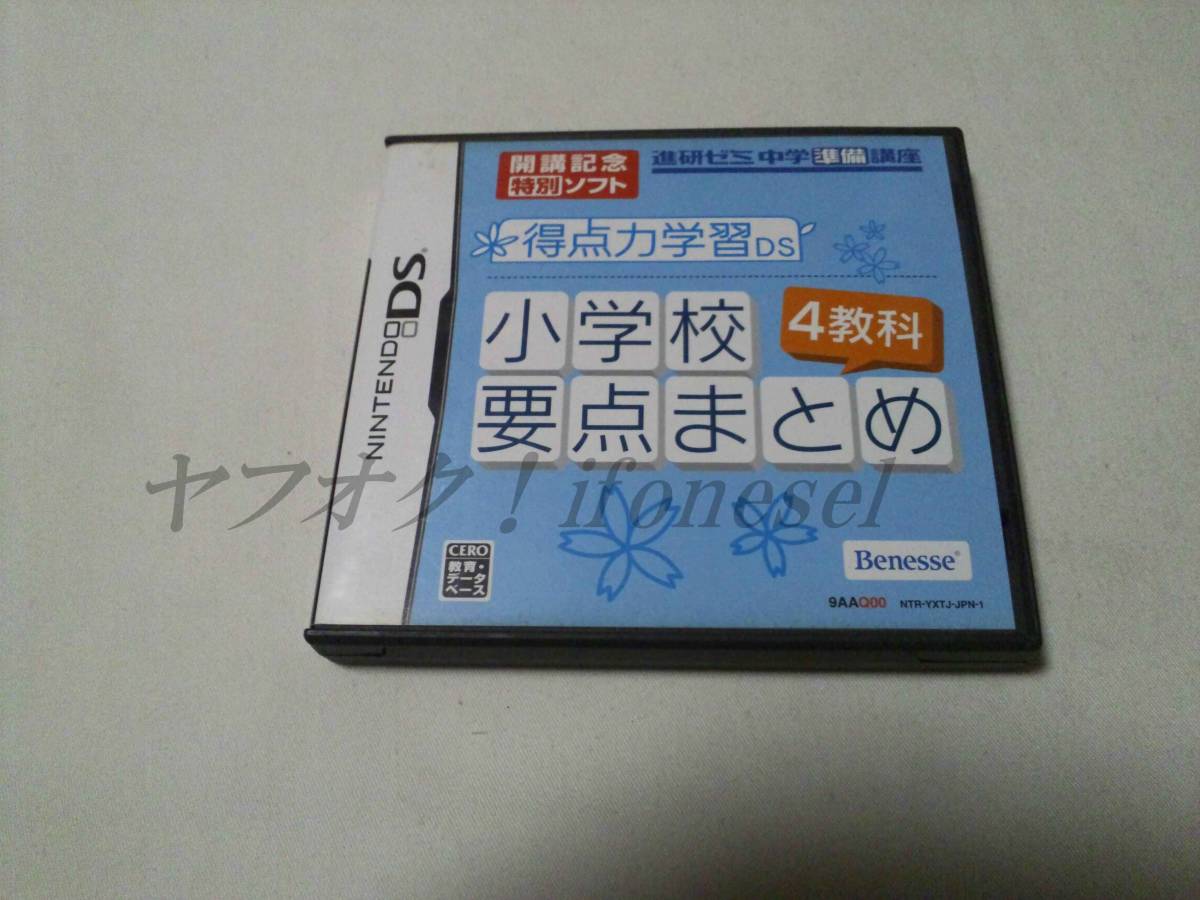 開講記念
特別ソフト
進研ゼミ中学準備講座
得点力学習DS
小学校
4教科
要点まとめ
NINTENDO DS
ヤフオク!ifonesel
CERO
教育・
データ
ベース
Benesse®
9AAQ00 NTR-YXTJ-JPN-1